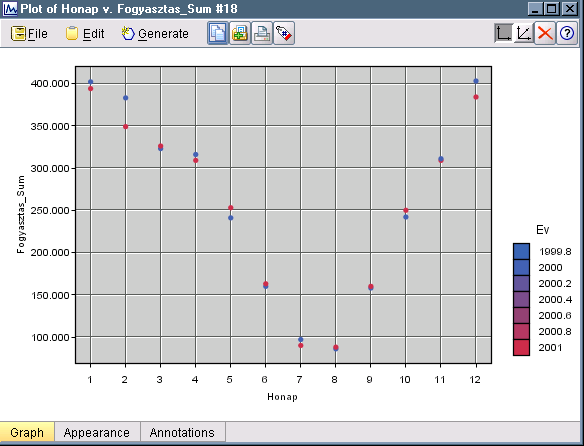 Plot of Honap v. Fogyasztas_Sum #18
File Edit Generate
400.000
350.000
300.000
250.000
200.000
150.000
100.000
Fogyasztas_Sum
1 2 3 4 5 6 7 8 9 10 11 12
Honap
Ev
1999.8
2000
2000.2
2000.4
2000.6
2000.8
2001
Graph Appearance Annotations